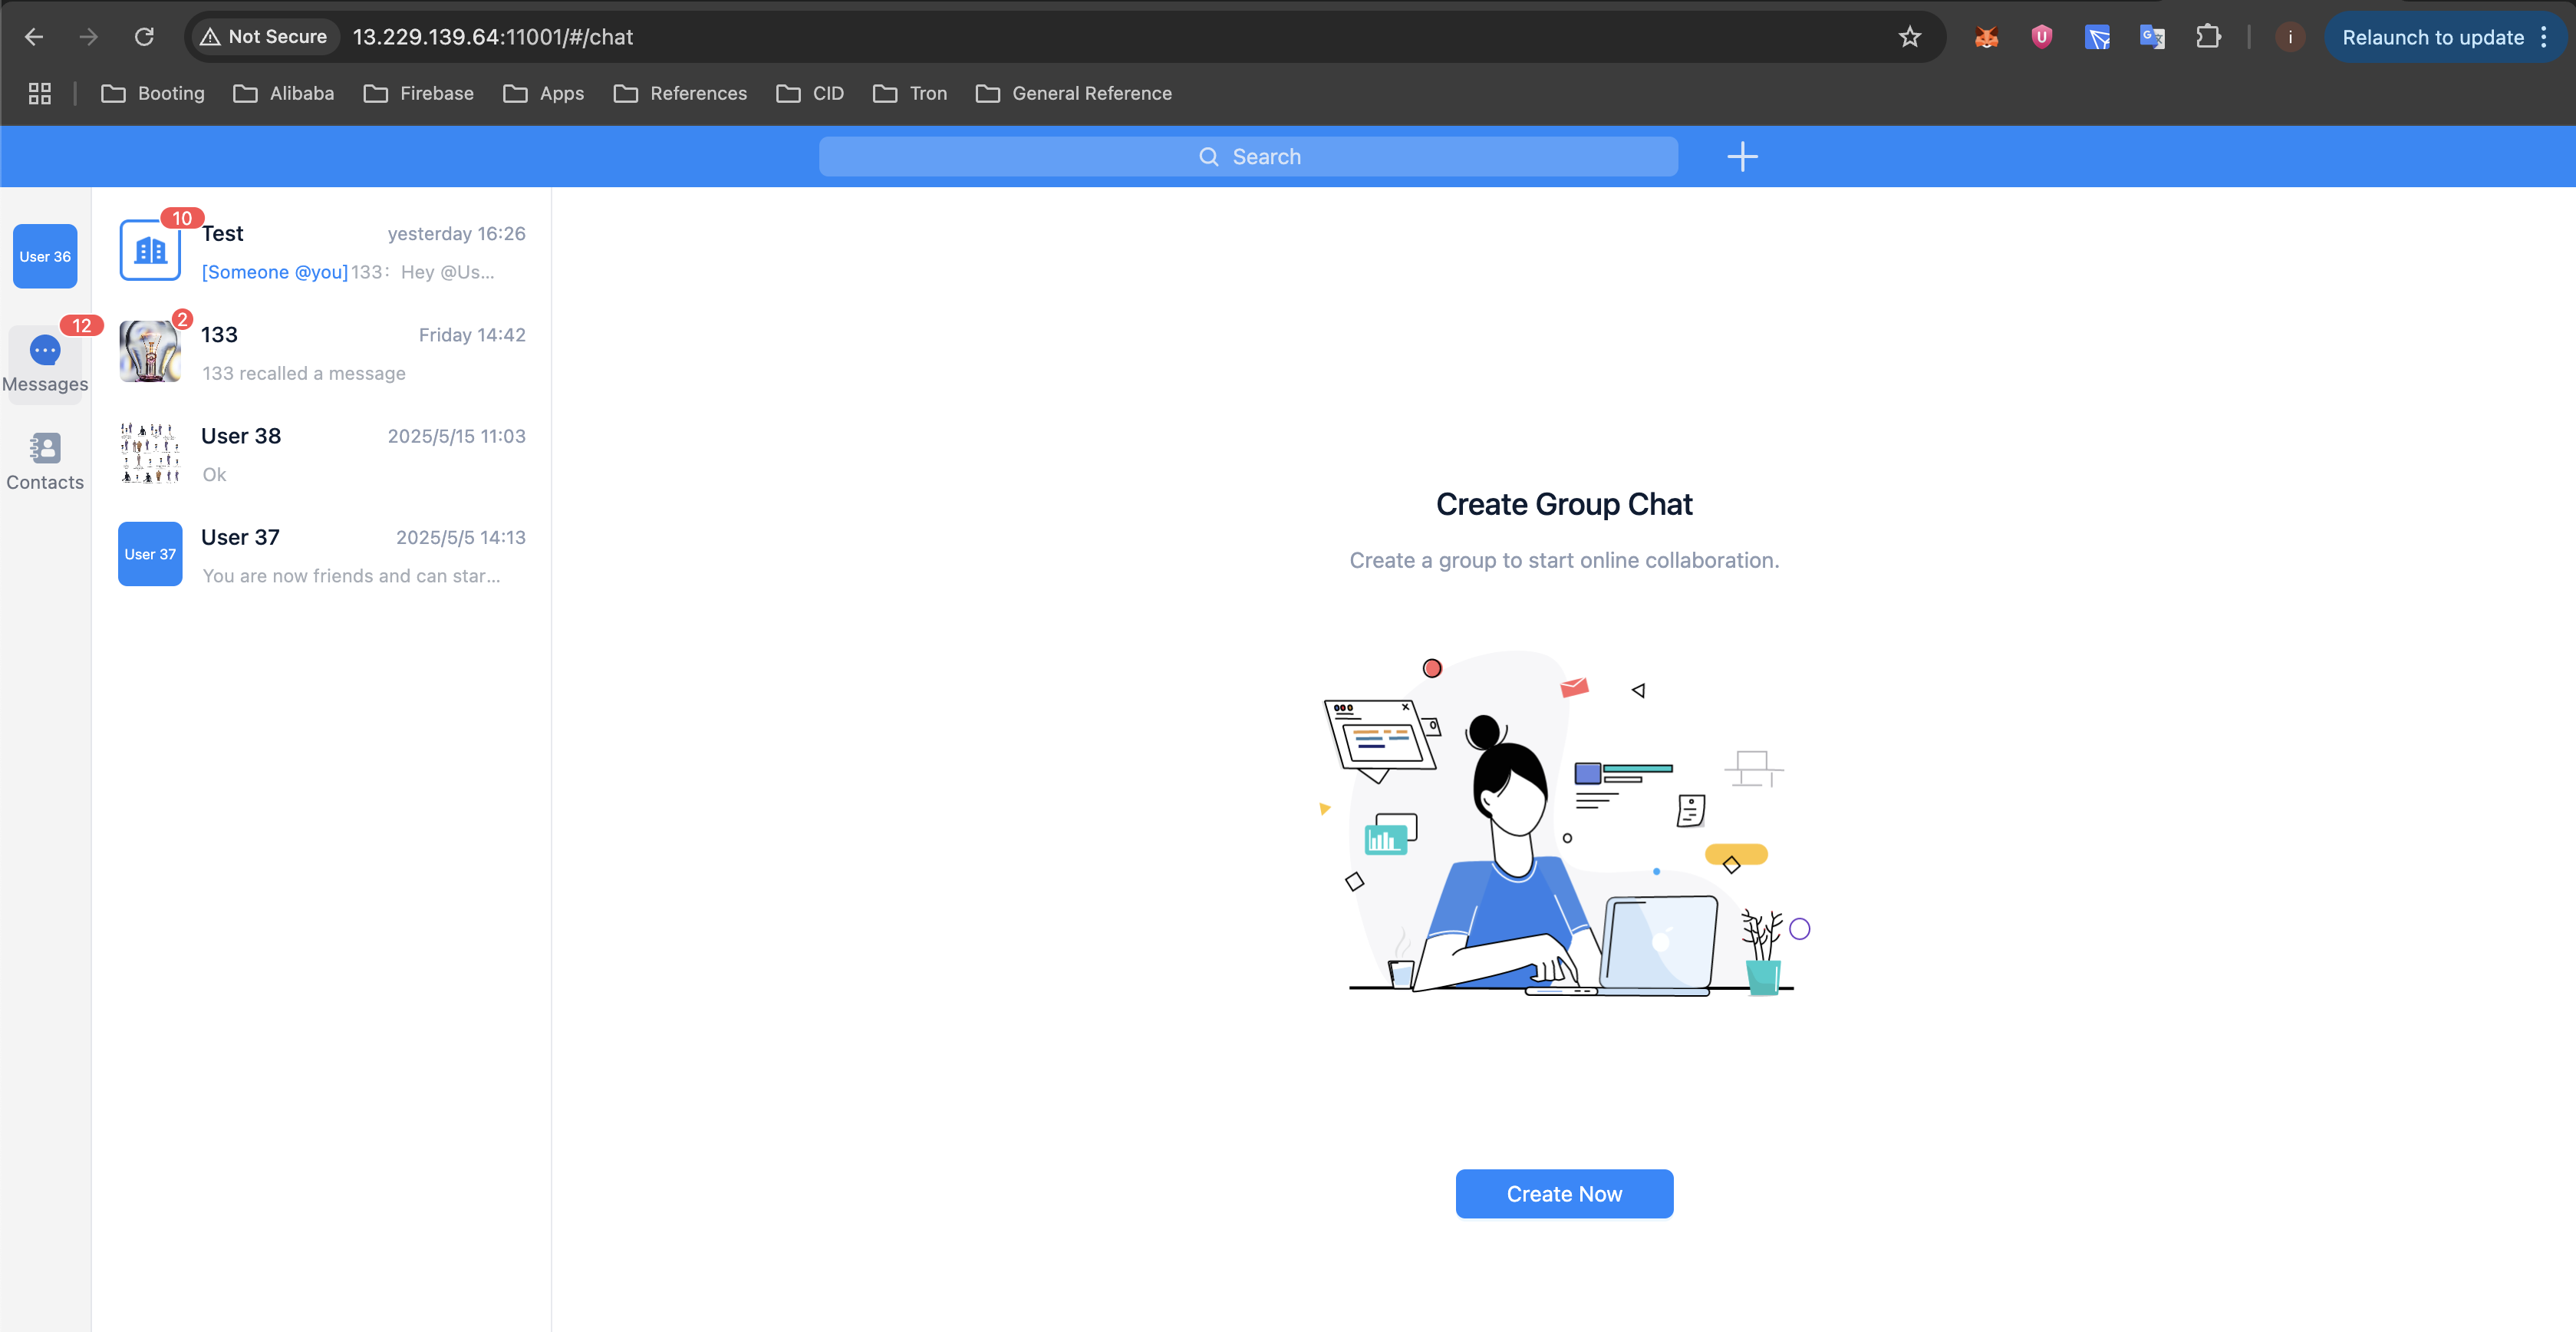 Not Secure 13.229.139.64:11001/#/chat
i
Relaunch to update
Booting Alibaba Firebase Apps References CID Tron General Reference
Search
User 36
12
Messages
Contacts
10
Test yesterday 16:26
[Someone @you]133: Hey @Us...
2
133 Friday 14:42
133 recalled a message
User 38 2025/5/15 11:03
Ok
User 37
User 37 2025/5/5 14:13
You are now friends and can star...
Create Group Chat
Create a group to start online collaboration.
Create Now